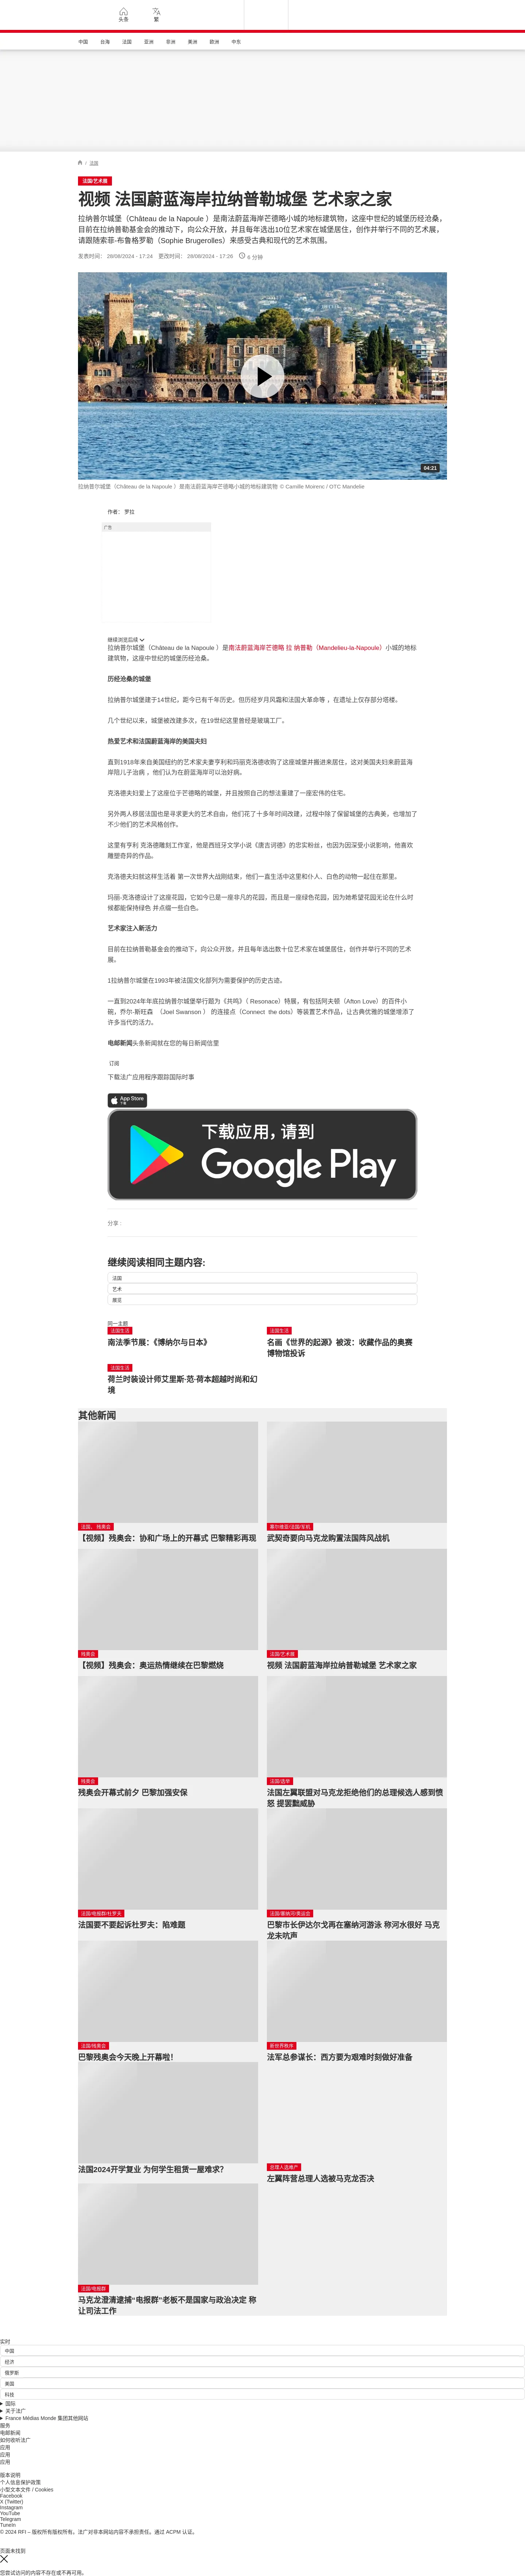 头条
繁
中国
台海
法国
亚洲
非洲
美洲
欧洲
中东
/ 法国
法国/艺术展
视频 法国蔚蓝海岸拉纳普勒城堡 艺术家之家
拉纳普尔城堡（Château de la Napoule ）是南法蔚蓝海岸芒德略小城的地标建筑物，这座中世纪的城堡历经沧桑，
目前在拉纳普勒基金会的推动下，向公众开放，并且每年选出10位艺术家在城堡居住，创作并举行不同的艺术展，
请跟随索菲-布鲁格罗勒（Sophie Brugerolles）来感受古典和现代的艺术氛围。
发表时间： 28/08/2024 - 17:24 更改时间： 28/08/2024 - 17:26 6 分钟
04:21
拉纳普尔城堡（Château de la Napoule ）是南法蔚蓝海岸芒德略小城的地标建筑物 © Camille Moirenc / OTC Mandelie
作者： 罗拉
广告
继续浏览后续
拉纳普尔城堡（Château de la Napoule ）是南法蔚蓝海岸芒德略 拉 纳普勒（Mandelieu-la-Napoule）小城的地标
建筑物，这座中世纪的城堡历经沧桑。
历经沧桑的城堡
拉纳普尔城堡建于14世纪，距今已有千年历史。但历经岁月风霜和法国大革命等 ，在遗址上仅存部分塔楼。
几个世纪以来，城堡被改建多次，在19世纪这里曾经是玻璃工厂。
热爱艺术和法国蔚蓝海岸的美国夫妇
直到1918年来自美国纽约的艺术家夫妻亨利和玛丽克洛德收购了这座城堡并搬进来居住，这对美国夫妇来蔚蓝海
岸陪儿子治病 ，他们认为在蔚蓝海岸可以治好病。
克洛德夫妇爱上了这座位于芒德略的城堡，并且按照自己的想法重建了一座宏伟的住宅。
另外两人移居法国也是寻求更大的艺术自由，他们花了十多年时间改建，过程中除了保留城堡的古典美，也增加了
不少他们的艺术风格创作。
这里有亨利 克洛德雕刻工作室，他是西班牙文学小说《唐吉诃德》的忠实粉丝，也因为因深受小说影响，他喜欢
雕塑奇异的作品。
克洛德夫妇就这样生活着 第一次世界大战刚结束，他们一直生活中这里和仆人、白色的动物一起住在那里。
玛丽-克洛德设计了这座花园，它如今已是一座非凡的花园，而且是一座绿色花园，因为她希望花园无论在什么时
候都能保持绿色 并点缀一些白色。
艺术家注入新活力
目前在拉纳普勒基金会的推动下，向公众开放，并且每年选出数十位艺术家在城堡居住，创作并举行不同的艺术
展。
1拉纳普尔城堡在1993年被法国文化部列为需要保护的历史古迹。
一直到2024年年底拉纳普尔城堡举行题为《共鸣》（ Resonace）特展，有包括阿夫顿（Afton Love）的百件小
碗，乔尔·斯旺森 （Joel Swanson ） 的连接点（Connect the dots）等装置艺术作品，让古典优雅的城堡增添了
许多当代的活力。
电邮新闻头条新闻就在您的每日新闻信里
订阅
下载法广应用程序跟踪国际时事
App Store
下载
下载应用，请到
Google Play
分享 :
继续阅读相同主题内容:
法国
艺术
展览
同一主题
法国生活
南法季节展：《博纳尔与日本》
法国生活
名画《世界的起源》被泼：收藏作品的奥赛
博物馆投诉
法国生活
荷兰时装设计师艾里斯·范·荷本超越时尚和幻
境
其他新闻
法国、 残奥会
【视频】残奥会：协和广场上的开幕式 巴黎精彩再现
塞尔维亚/法国/军机
武契奇要向马克龙购置法国阵风战机
残奥会
【视频】残奥会：奥运热情继续在巴黎燃烧
法国/艺术展
视频 法国蔚蓝海岸拉纳普勒城堡 艺术家之家
残奥会
残奥会开幕式前夕 巴黎加强安保
法国/选举
法国左翼联盟对马克龙拒绝他们的总理候选人感到愤
怒 提罢黜威胁
法国/电报群/杜罗夫
法国要不要起诉杜罗夫：陷难题
法国/塞纳河/奥运会
巴黎市长伊达尔戈再在塞纳河游泳 称河水很好 马克
龙未吭声
法国/残奥会
巴黎残奥会今天晚上开幕啦！
新世界秩序
法军总参谋长：西方要为艰难时刻做好准备
法国2024开学复业 为何学生租赁一屋难求？
总理人选难产
左翼阵营总理人选被马克龙否决
法国/电报群
马克龙澄清逮捕“电报群”老板不是国家与政治决定 称
让司法工作
实时
中国
经济
俄罗斯
美国
科技
国际
关于法广
France Médias Monde 集团其他网站
服务
电邮新闻
如何收听法广
应用
应用
应用
版本说明
个人信息保护政策
小型文本文件 / Cookies
Facebook
X (Twitter)
Instagram
YouTube
Telegram
TuneIn
© 2024 RFI – 版权所有版权所有。法广对非本网站内容不承担责任。通过 ACPM 认证。
页面未找到
您尝试访问的内容不存在或不再可用。